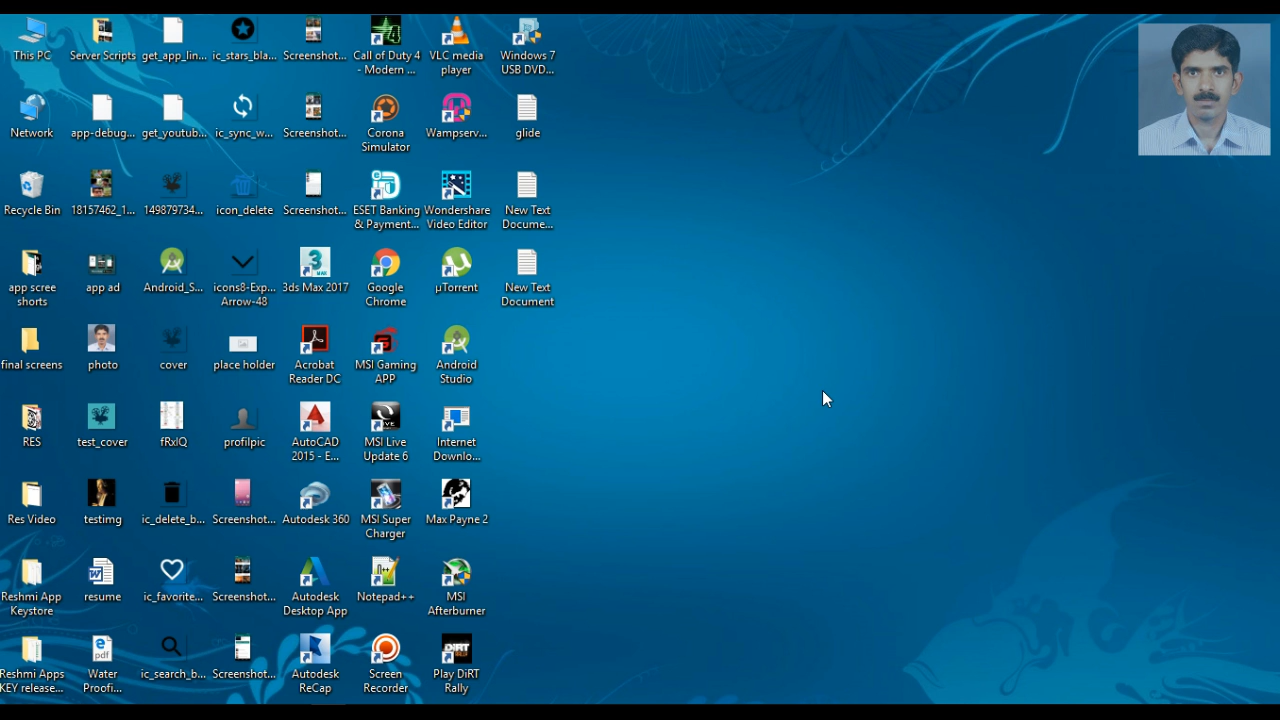 This PC
Server Scripts
get_app_lin...
ic_stars_bla...
Screenshot...
Call of Duty 4
- Modern ...
VLC media
player
Windows 7
USB DVD...
Network
app-debug...
get_youtub...
ic_sync_w...
Screenshot...
Corona
Simulator
Wampserv...
glide
Recycle Bin
18157462_1...
149879734...
icon_delete
Screenshot...
ESET Banking
& Payment...
Wondershare
Video Editor
New Text
Docume...
app scree
shorts
app ad
Android_S...
icons8-Exp...
Arrow-48
3ds Max 2017
Google
Chrome
µTorrent
New Text
Document
final screens
photo
cover
place holder
Acrobat
Reader DC
MSI Gaming
APP
Android
Studio
RES
test_cover
fRxIQ
profilpic
AutoCAD
2015 - E...
MSI Live
Update 6
Internet
Downlo...
Res Video
testimg
ic_delete_b...
Screenshot...
Autodesk 360
MSI Super
Charger
Max Payne 2
Reshmi App
Keystore
resume
ic_favorite...
Screenshot...
Autodesk
Desktop App
Notepad++
MSI
Afterburner
Reshmi Apps
KEY release...
Water
Proofi...
ic_search_b...
Screenshot...
Autodesk
ReCap
Screen
Recorder
Play DiRT
Rally